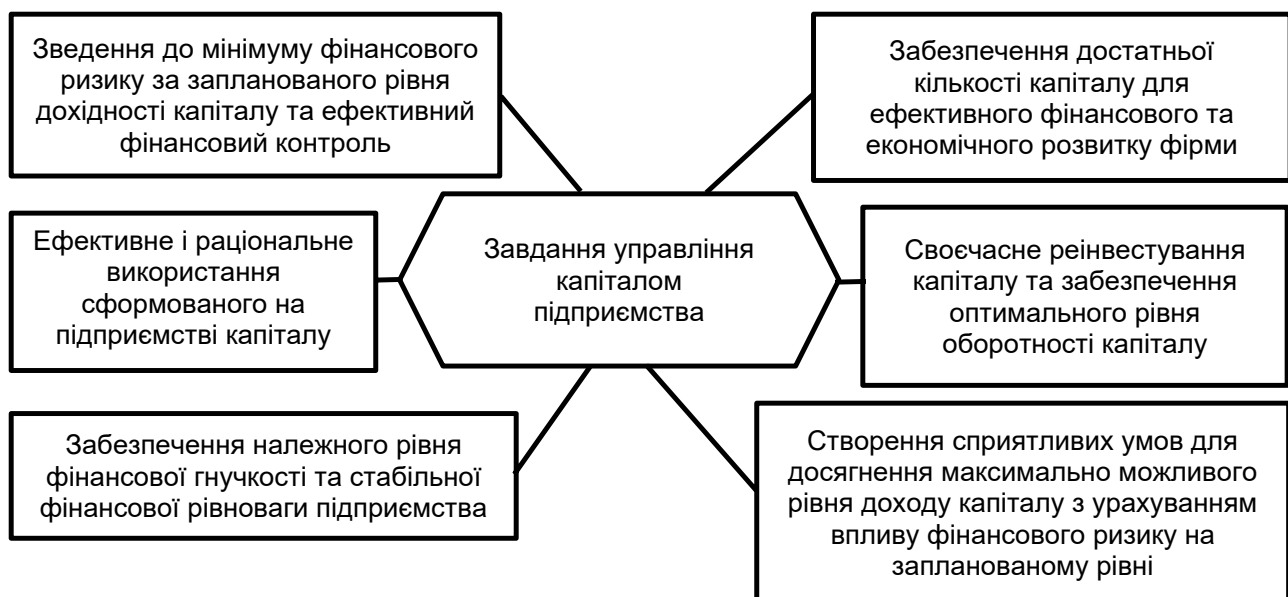 Зведення до мінімуму фінансового
ризику за запланованого рівня
дохідності капіталу та ефективний
фінансовий контроль
Забезпечення достатньої
кількості капіталу для
ефективного фінансового та
економічного розвитку фірми
Ефективне і раціональне
використання
сформованого на
підприємстві капіталу
Завдання управління
капіталом
підприємства
Своєчасне реінвестування
капіталу та забезпечення
оптимального рівня
оборотності капіталу
Забезпечення належного рівня
фінансової гнучкості та стабільної
фінансової рівноваги підприємства
Створення сприятливих умов для
досягнення максимально можливого
рівня доходу капіталу з урахуванням
впливу фінансового ризику на
запланованому рівні